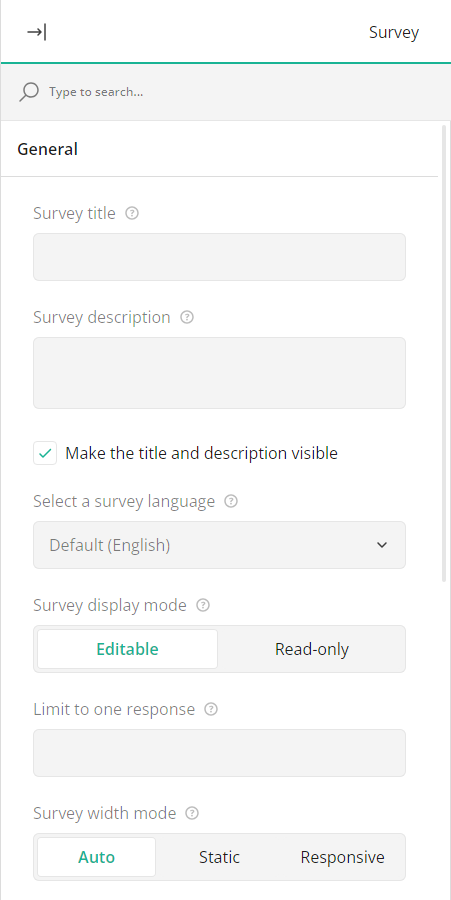 Survey
Type to search...
General
Survey title
Survey description
Make the title and description visible
Select a survey language
Default (English)
Survey display mode
Editable Read-only
Limit to one response
Survey width mode
Auto Static Responsive